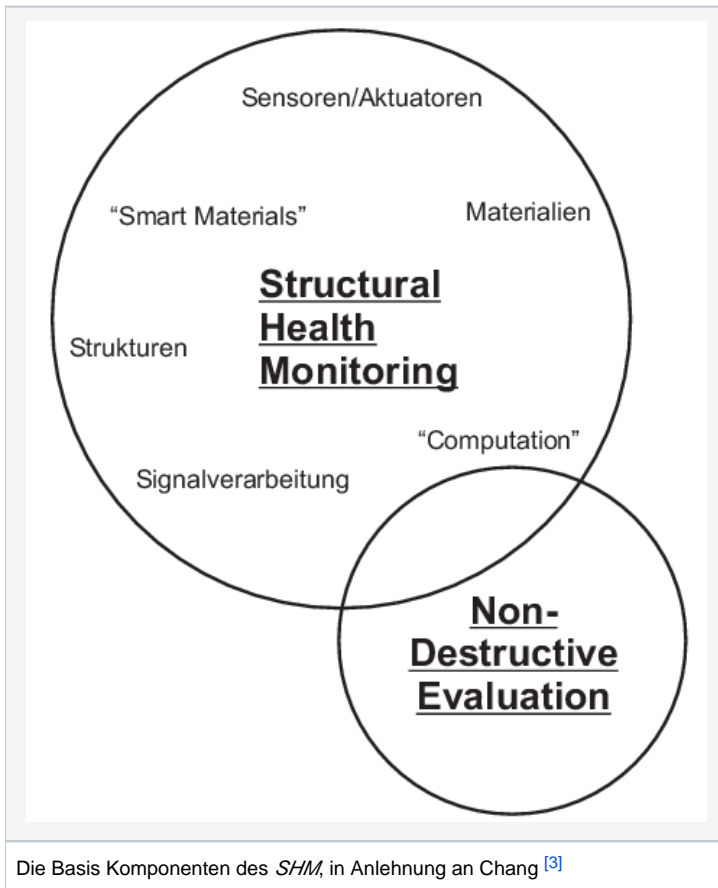 Sensoren/Aktuatoren
“Smart Materials”
Materialien
Structural
Health
Monitoring
Strukturen
“Computation”
Signalverarbeitung
Non-
Destructive
Evaluation
Die Basis Komponenten des SHM, in Anlehnung an Chang [3]